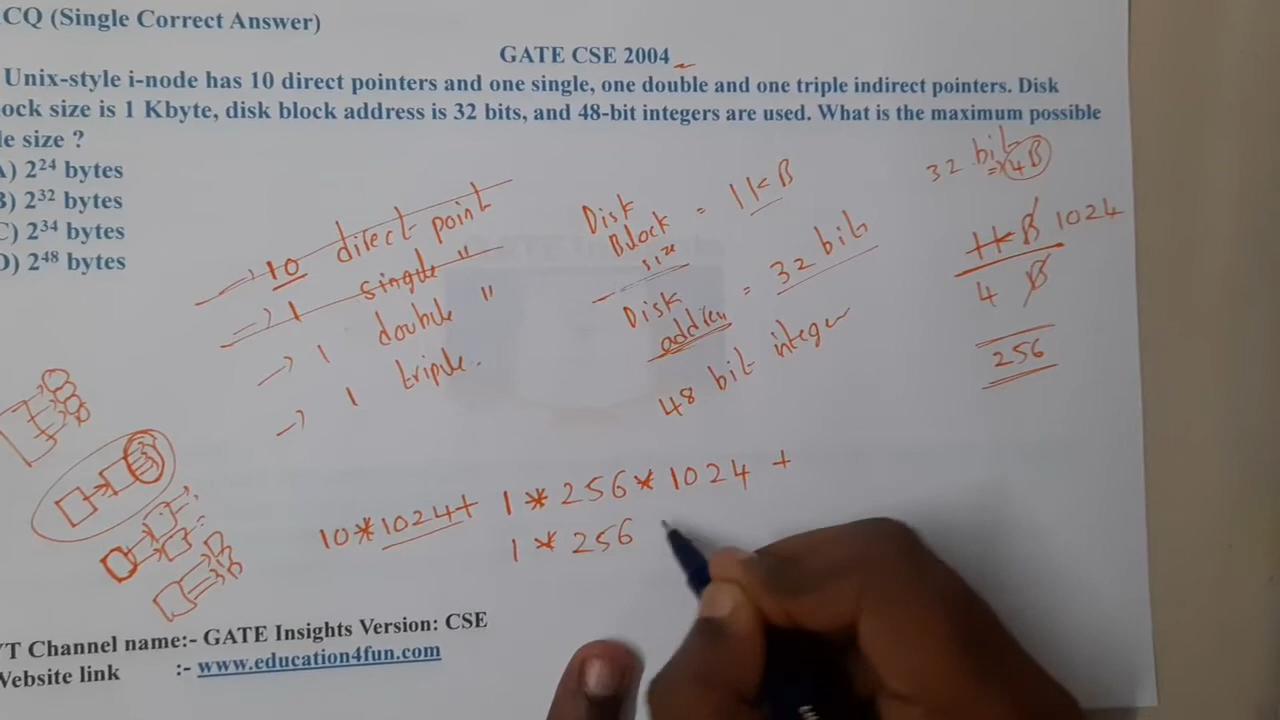 CQ (Single Correct Answer)
GATE CSE 2004
Unix-style i-node has 10 direct pointers and one single, one double and one triple indirect pointers. Disk
ock size is 1 Kbyte, disk block address is 32 bits, and 48-bit integers are used. What is the maximum possible
le size ?
A) 2²⁴ bytes
B) 2³² bytes
C) 2³⁴ bytes
D) 2⁴⁸ bytes
→ 10 direct point
⇒ 1 single "
→ 1 double "
→ 1 triple.
Disk Block size = 1KB
Disk address = 32 bits
48 bit integer
32 bit
⇒ 4B
1KB 1024
4 B
256
10*1024+ 1*256*1024 +
1*256
YT Channel name:- GATE Insights Version: CSE
Website link :- www.education4fun.com